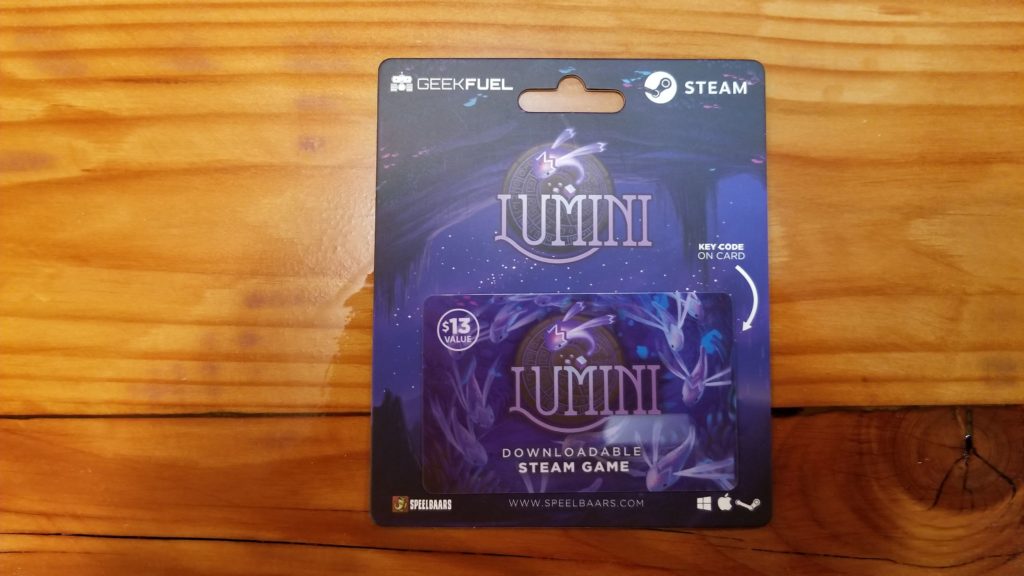 GEEKFUEL
STEAM
LUMINI
KEY CODE
ON CARD
$13
VALUE
LUMINI
DOWNLOADABLE
STEAM GAME
SPEELBAARS
WWW.SPEELBAARS.COM